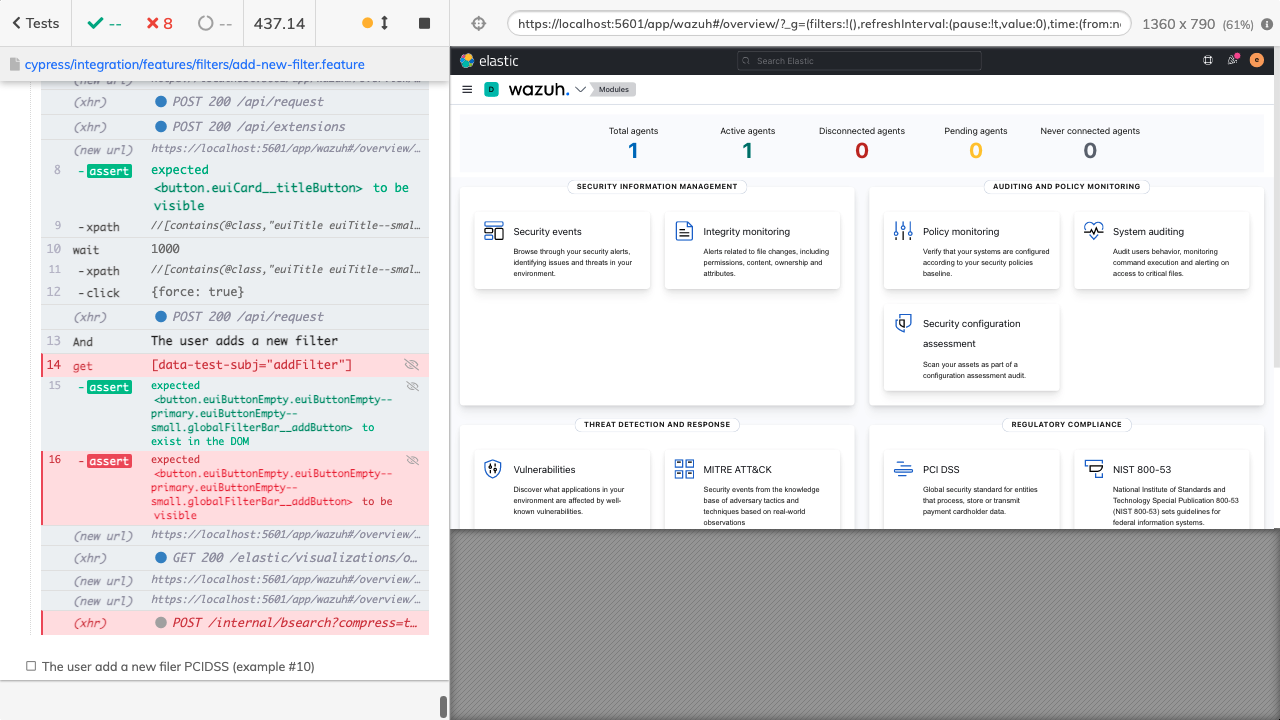 Tests
--
8
--
437.14
https://localhost:5601/app/wazuh#/overview/?_g=(filters:!(),refreshInterval:(pause:!t,value:0),time:(from:n
1360 x 790 (61%)
cypress/integration/features/filters/add-new-filter.feature
(xhr) POST 200 /api/request
(xhr) POST 200 /api/extensions
(new url) https://localhost:5601/app/wazuh#/overview/…
8 -assert expected
<button.euiCard__titleButton> to be
visible
9 -xpath //[contains(@class,"euiTitle euiTitle--smal…
10 wait 1000
11 -xpath //[contains(@class,"euiTitle euiTitle--smal…
12 -click {force: true}
(xhr) POST 200 /api/request
13 And The user adds a new filter
14 get [data-test-subj="addFilter"]
15 -assert expected
<button.euiButtonEmpty.euiButtonEmpty--
primary.euiButtonEmpty--
small.globalFilterBar__addButton> to
exist in the DOM
16 -assert expected
<button.euiButtonEmpty.euiButtonEmpty--
primary.euiButtonEmpty--
small.globalFilterBar__addButton> to be
visible
(new url) https://localhost:5601/app/wazuh#/overview/…
(xhr) GET 200 /elastic/visualizations/o…
(new url) https://localhost:5601/app/wazuh#/overview/…
(new url) https://localhost:5601/app/wazuh#/overview/…
(xhr) POST /internal/bsearch?compress=t…
The user add a new filer PCIDSS (example #10)
elastic
Search Elastic
e
D
wazuh.
Modules
Total agents
1
Active agents
1
Disconnected agents
0
Pending agents
0
Never connected agents
0
SECURITY INFORMATION MANAGEMENT
Security events
Browse through your security alerts,
identifying issues and threats in your
environment.
Integrity monitoring
Alerts related to file changes, including
permissions, content, ownership and
attributes.
AUDITING AND POLICY MONITORING
Policy monitoring
Verify that your systems are configured
according to your security policies
baseline.
System auditing
Audit users behavior, monitoring
command execution and alerting on
access to critical files.
Security configuration
assessment
Scan your assets as part of a
configuration assessment audit.
THREAT DETECTION AND RESPONSE
Vulnerabilities
Discover what applications in your
environment are affected by well-
known vulnerabilities.
MITRE ATT&CK
Security events from the knowledge
base of adversary tactics and
techniques based on real-world
observations
REGULATORY COMPLIANCE
PCI DSS
Global security standard for entities
that process, store or transmit
payment cardholder data.
NIST 800-53
National Institute of Standards and
Technology Special Publication 800-53
(NIST 800-53) sets guidelines for
federal information systems.